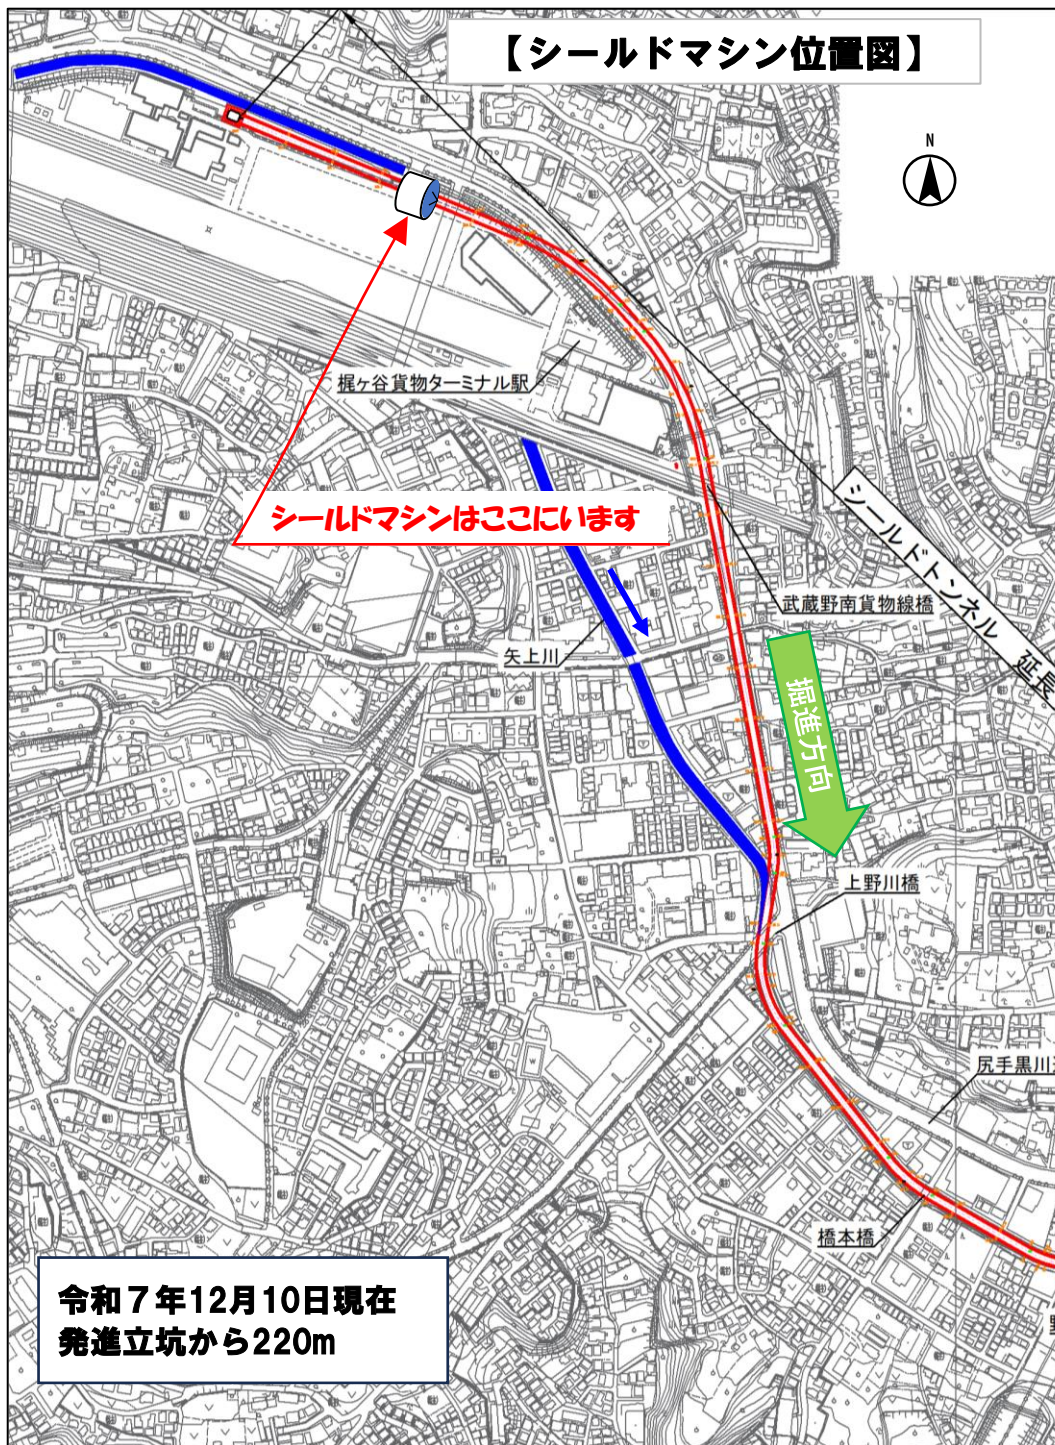 【シールドマシン位置図】
N
梶ヶ谷貨物ターミナル駅
シールドマシンはここにいます
シールドトンネル 延長
武蔵野南貨物線橋
矢上川
掘進方向
上野川橋
尻手黒川
橋本橋
令和7年12月10日現在
発進立坑から220m